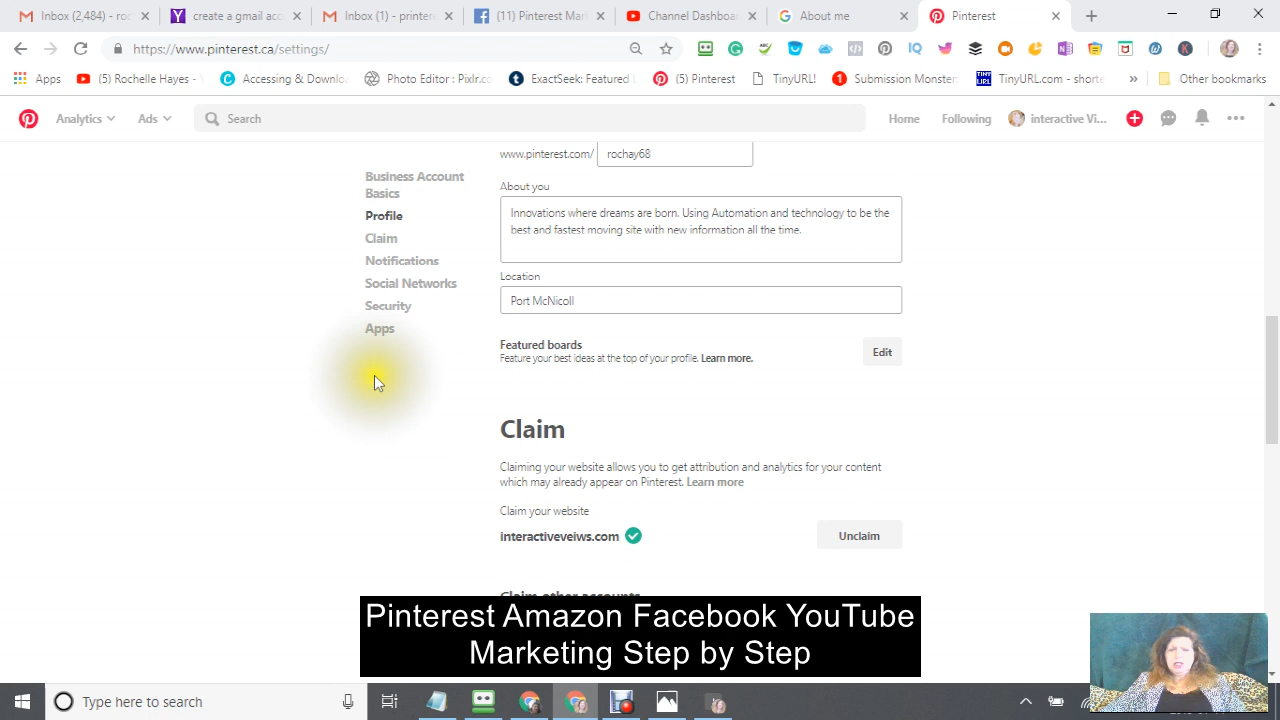 Inbox (2,484) - roc
create a gmail acc
Inbox (1) - printer
(11) Pinterest Mar
Channel Dashboa
About me
Pinterest
https://www.pinterest.ca/settings/
Apps
(5) Rochelle Hayes -
Accessing & Downlo
Photo Editor: Pixlr.co
ExactSeek: Featured
(5) Pinterest
TinyURL!
Submission Monster
TinyURL.com - shorte
Other bookmarks
Analytics
Ads
Search
Home
Following
interactive Vi...
www.pinterest.com/
rochay68
Business Account
Basics
Profile
Claim
Notifications
Social Networks
Security
Apps
About you
Innovations where dreams are born. Using Automation and technology to be the
best and fastest moving site with new information all the time.
Location
Port McNicoll
Featured boards
Feature your best ideas at the top of your profile. Learn more.
Edit
Claim
Claiming your website allows you to get attribution and analytics for your content
which may already appear on Pinterest. Learn more
Claim your website
interactiveveiws.com
Unclaim
Claim other accounts
Pinterest Amazon Facebook YouTube
Marketing Step by Step
Type here to search